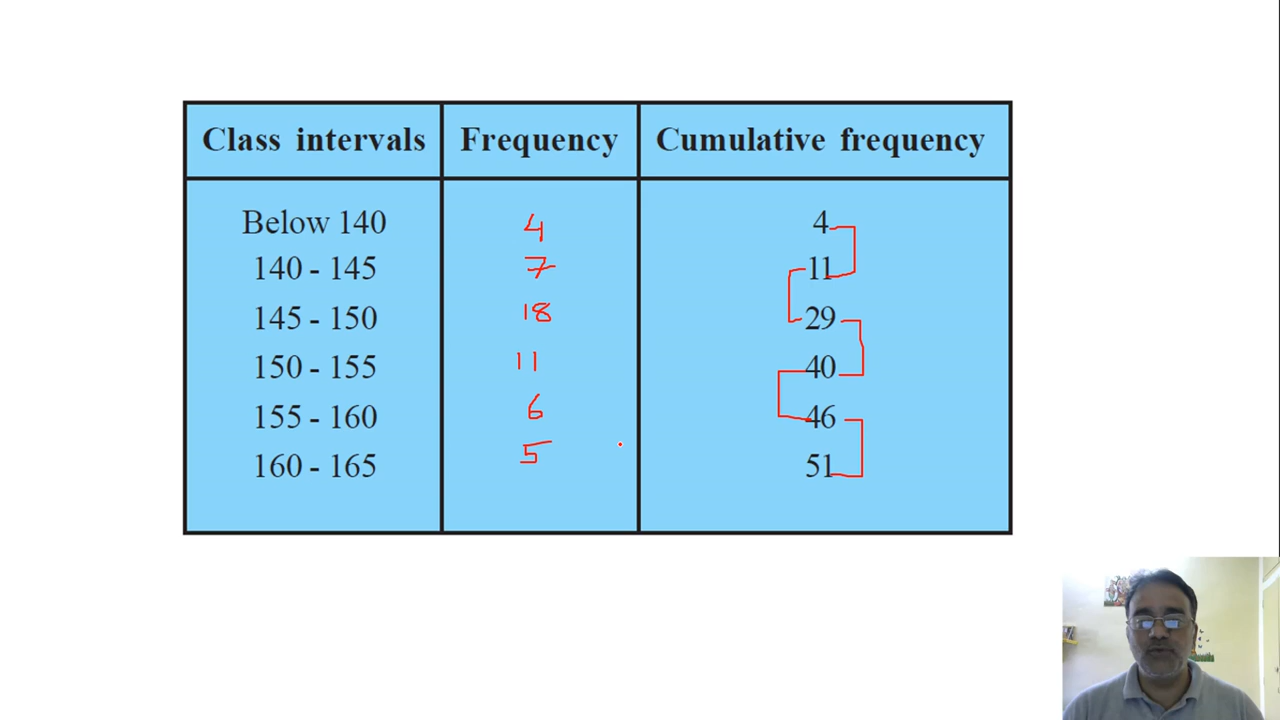 Class intervals Frequency Cumulative frequency
Below 140 4 4
140 - 145 7 11
145 - 150 18 29
150 - 155 11 40
155 - 160 6 46
160 - 165 5 51